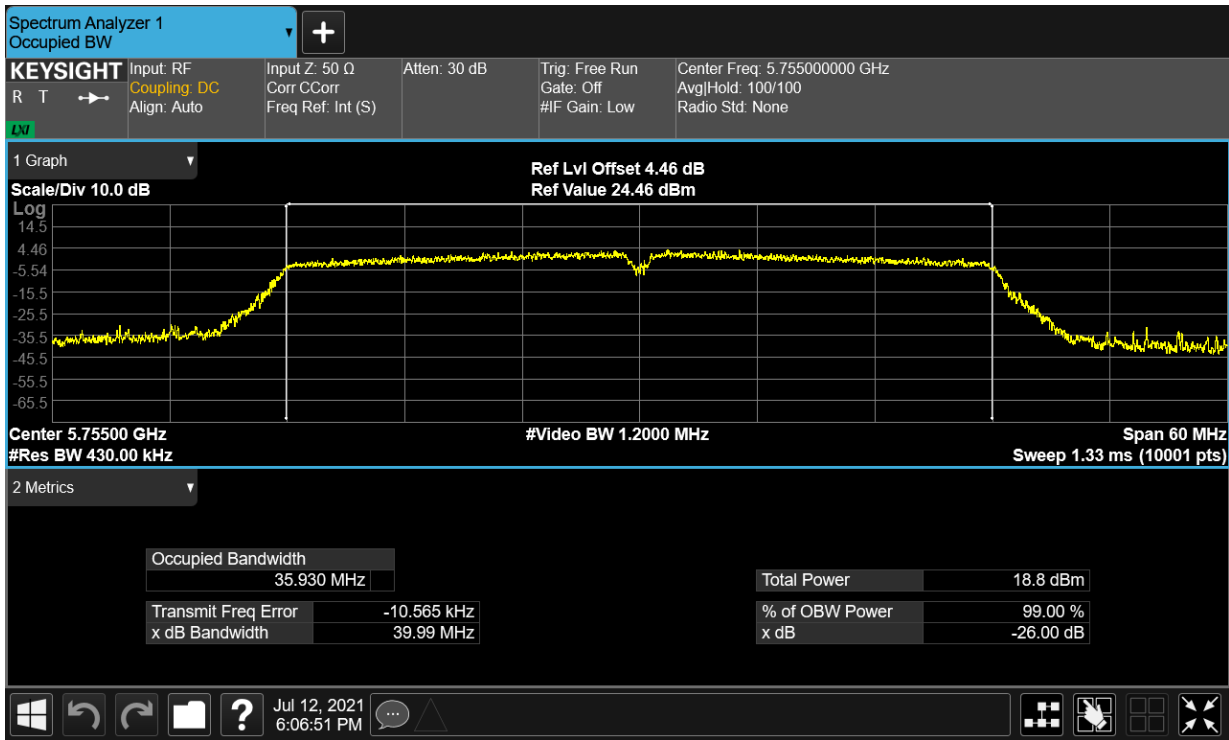 Spectrum Analyzer 1
Occupied BW
KEYSIGHT
R T
LXI
Input: RF
Coupling: DC
Align: Auto
Input Z: 50 Ω
Corr CCorr
Freq Ref: Int (S)
Atten: 30 dB
Trig: Free Run
Gate: Off
#IF Gain: Low
Center Freq: 5.755000000 GHz
Avg|Hold: 100/100
Radio Std: None
1 Graph
Scale/Div 10.0 dB
Ref Lvl Offset 4.46 dB
Ref Value 24.46 dBm
Log
14.5
4.46
-5.54
-15.5
-25.5
-35.5
-45.5
-55.5
-65.5
Center 5.75500 GHz
#Video BW 1.2000 MHz
Span 60 MHz
#Res BW 430.00 kHz
Sweep 1.33 ms (10001 pts)
2 Metrics
Occupied Bandwidth
35.930 MHz
Transmit Freq Error -10.565 kHz
x dB Bandwidth 39.99 MHz
Total Power 18.8 dBm
% of OBW Power 99.00 %
x dB -26.00 dB
?
Jul 12, 2021
6:06:51 PM